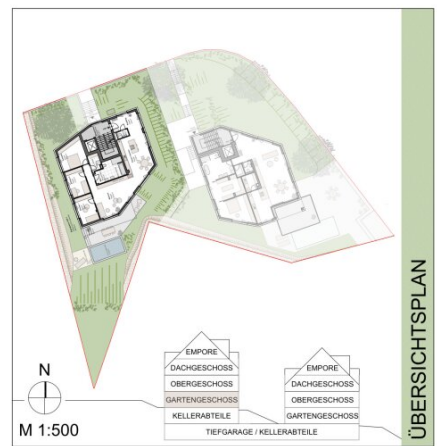 ÜBERSICHTSPLAN
EMPORE
DACHGESCHOSS
OBERGESCHOSS
GARTENGESCHOSS
KELLERABTEILE
EMPORE
DACHGESCHOSS
OBERGESCHOSS
GARTENGESCHOSS
TIEFGARAGE / KELLERABTEILE
N
M 1:500